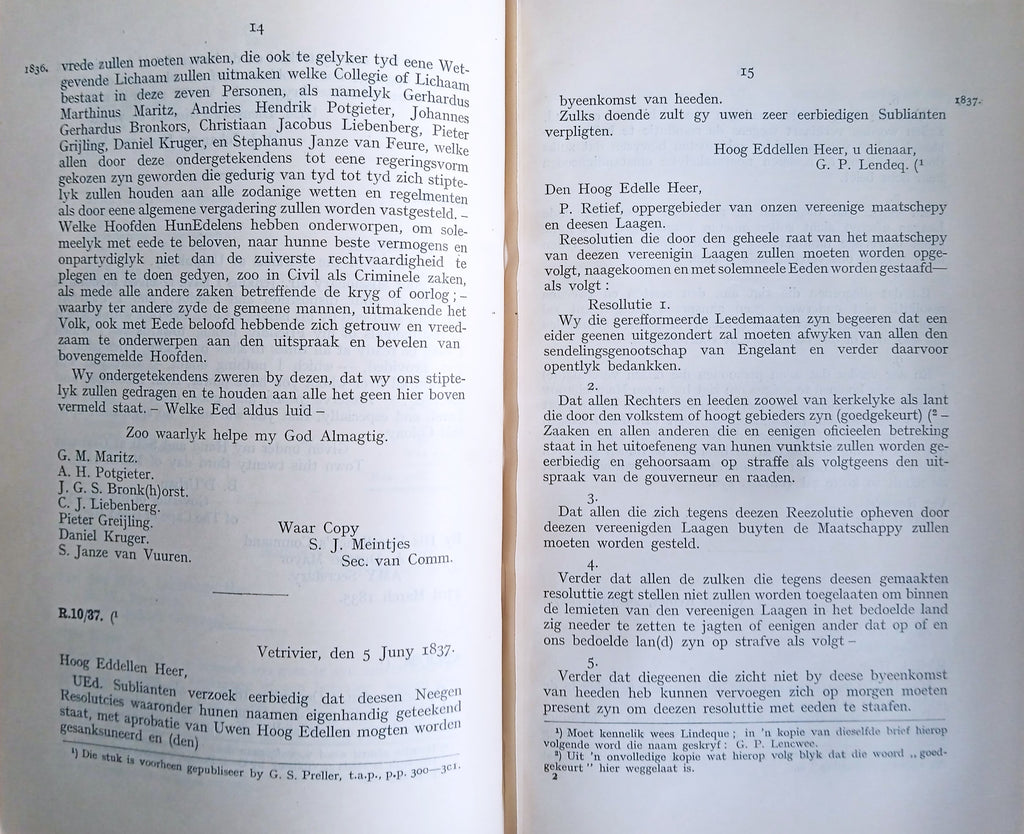 14
1836.
vrede zullen moeten waken, die ook te gelyker tyd eene Wet-
gevende Lichaam zullen uitmaken welke Collegie of Lichaam
bestaat in deze zeven Personen, als namelyk Gerhardus
Marthinus Maritz, Andries Hendrik Potgieter, Johannes
Gerhardus Bronkors, Christiaan Jacobus Liebenberg, Pieter
Grijling, Daniel Kruger, en Stephanus Janze van Feure, welke
allen door deze ondergetekendens tot eene regeringsvorm
gekozen zyn geworden die gedurig van tyd tot tyd zich stipte-
lyk zullen houden aan alle zodanige wetten en regelmenten
als door eene algemene vergadering zullen worden vastgesteld. –
Welke Hoofden HunEdelens hebben onderworpen, om sole-
meelyk met eede te beloven, naar hunne beste vermogens en
onpartydiglyk niet dan de zuiverste rechtvaardigheid te
plegen en te doen gedyen, zoo in Civil als Criminele zaken,
als mede alle andere zaken betreffende de kryg of oorlog ; –
waarby ter andere zyde de gemeene mannen, uitmakende het
Volk, ook met Eede beloofd hebbende zich getrouw en vreed-
zaam te onderwerpen aan den uitspraak en bevelen van
bovengemelde Hoofden.
Wy ondergetekendens zweren by dezen, dat wy ons stipte-
lyk zullen gedragen en te houden aan alle het geen hier boven
vermeld staat. – Welke Eed aldus luid –
Zoo waarlyk helpe my God Almagtig.
G. M. Maritz.
A. H. Potgieter.
J. G. S. Bronk(h)orst.
C. J. Liebenberg.
Pieter Greijling.
Daniel Kruger.
S. Janze van Vuuren.
Waar Copy
S. J. Meintjes
Sec. van Comm.
R.10/37. (¹
Vetrivier, den 5 Juny 1837.
Hoog Eddellen Heer,
UEd. Sublianten verzoek eerbiedig dat deesen Neegen
Resolutcies waaronder hunen naamen eigenhandig geteekend
staat, met aprobatie van Uwen Hoog Edellen mogten worden
gesanksuneerd en (den)
¹) Die stuk is voorheen gepubliseer by G. S. Preller, t.a.p., p.p. 300—301.
15
1837.
byeenkomst van heeden.
Zulks doende zult gy uwen zeer eerbiedigen Sublianten
verpligten.
Hoog Eddellen Heer, u dienaar,
G. P. Lendeq. (¹
Den Hoog Edelle Heer,
P. Retief, oppergebieder van onzen vereenige maatschepy
en deesen Laagen.
Reesolutien die door den geheele raat van het maatschepy
van deezen vereenigin Laagen zullen moeten worden opge-
volgt, naagekoomen en met solemneele Eeden worden gestaafd—
als volgt :
Resollutie 1.
Wy die gerefformeerde Leedemaaten zyn begeeren dat een
eider geenen uitgezondert zal moeten afwyken van allen den
sendelingsgenootschap van Engelant en verder daarvoor
opentlyk bedankken.
2.
Dat allen Rechters en leeden zoowel van kerkelyke als lant
die door den volkstem of hoogt gebieders zyn (goedgekeurt) (² –
Zaaken en allen anderen die en eenigen oficieelen betreking
staat in het uitoefeneng van hunen vunktsie zullen worden ge-
eerbiedig en gehoorsaam op straffe als volgtgeens den uit-
spraak van de gouverneur en raaden.
3.
Dat allen die zich tegens deezen Reezolutie opheven door
deezen vereenigden Laagen buyten de Maatschappy zullen
moeten worden gesteld.
4.
Verder dat allen de zulken die tegens deesen gemaakten
resoluttie zegt stellen niet zullen worden toegelaaten om binnen
de lemieten van den vereenigen Laagen in het bedoelde land
zig needer te zetten te jagten of eenigen ander dat op of en
ons bedoelde lan(d) zyn op strafve als volgt –
5.
Verder dat diegeenen die zicht niet by deese byeenkomst
van heeden heb kunnen vervoegen zich op morgen moeten
present zyn om deezen resoluttie met eeden te staafen.
¹) Moet kennelik wees Lindeque ; in 'n kopie van dieselfde brief hierop
volgende word die naam geskryf : G. P. Lencwee.
²) Uit 'n onvolledige kopie wat hierop volg blyk dat die woord „goed-
gekeurt" hier weggelaat is.
2